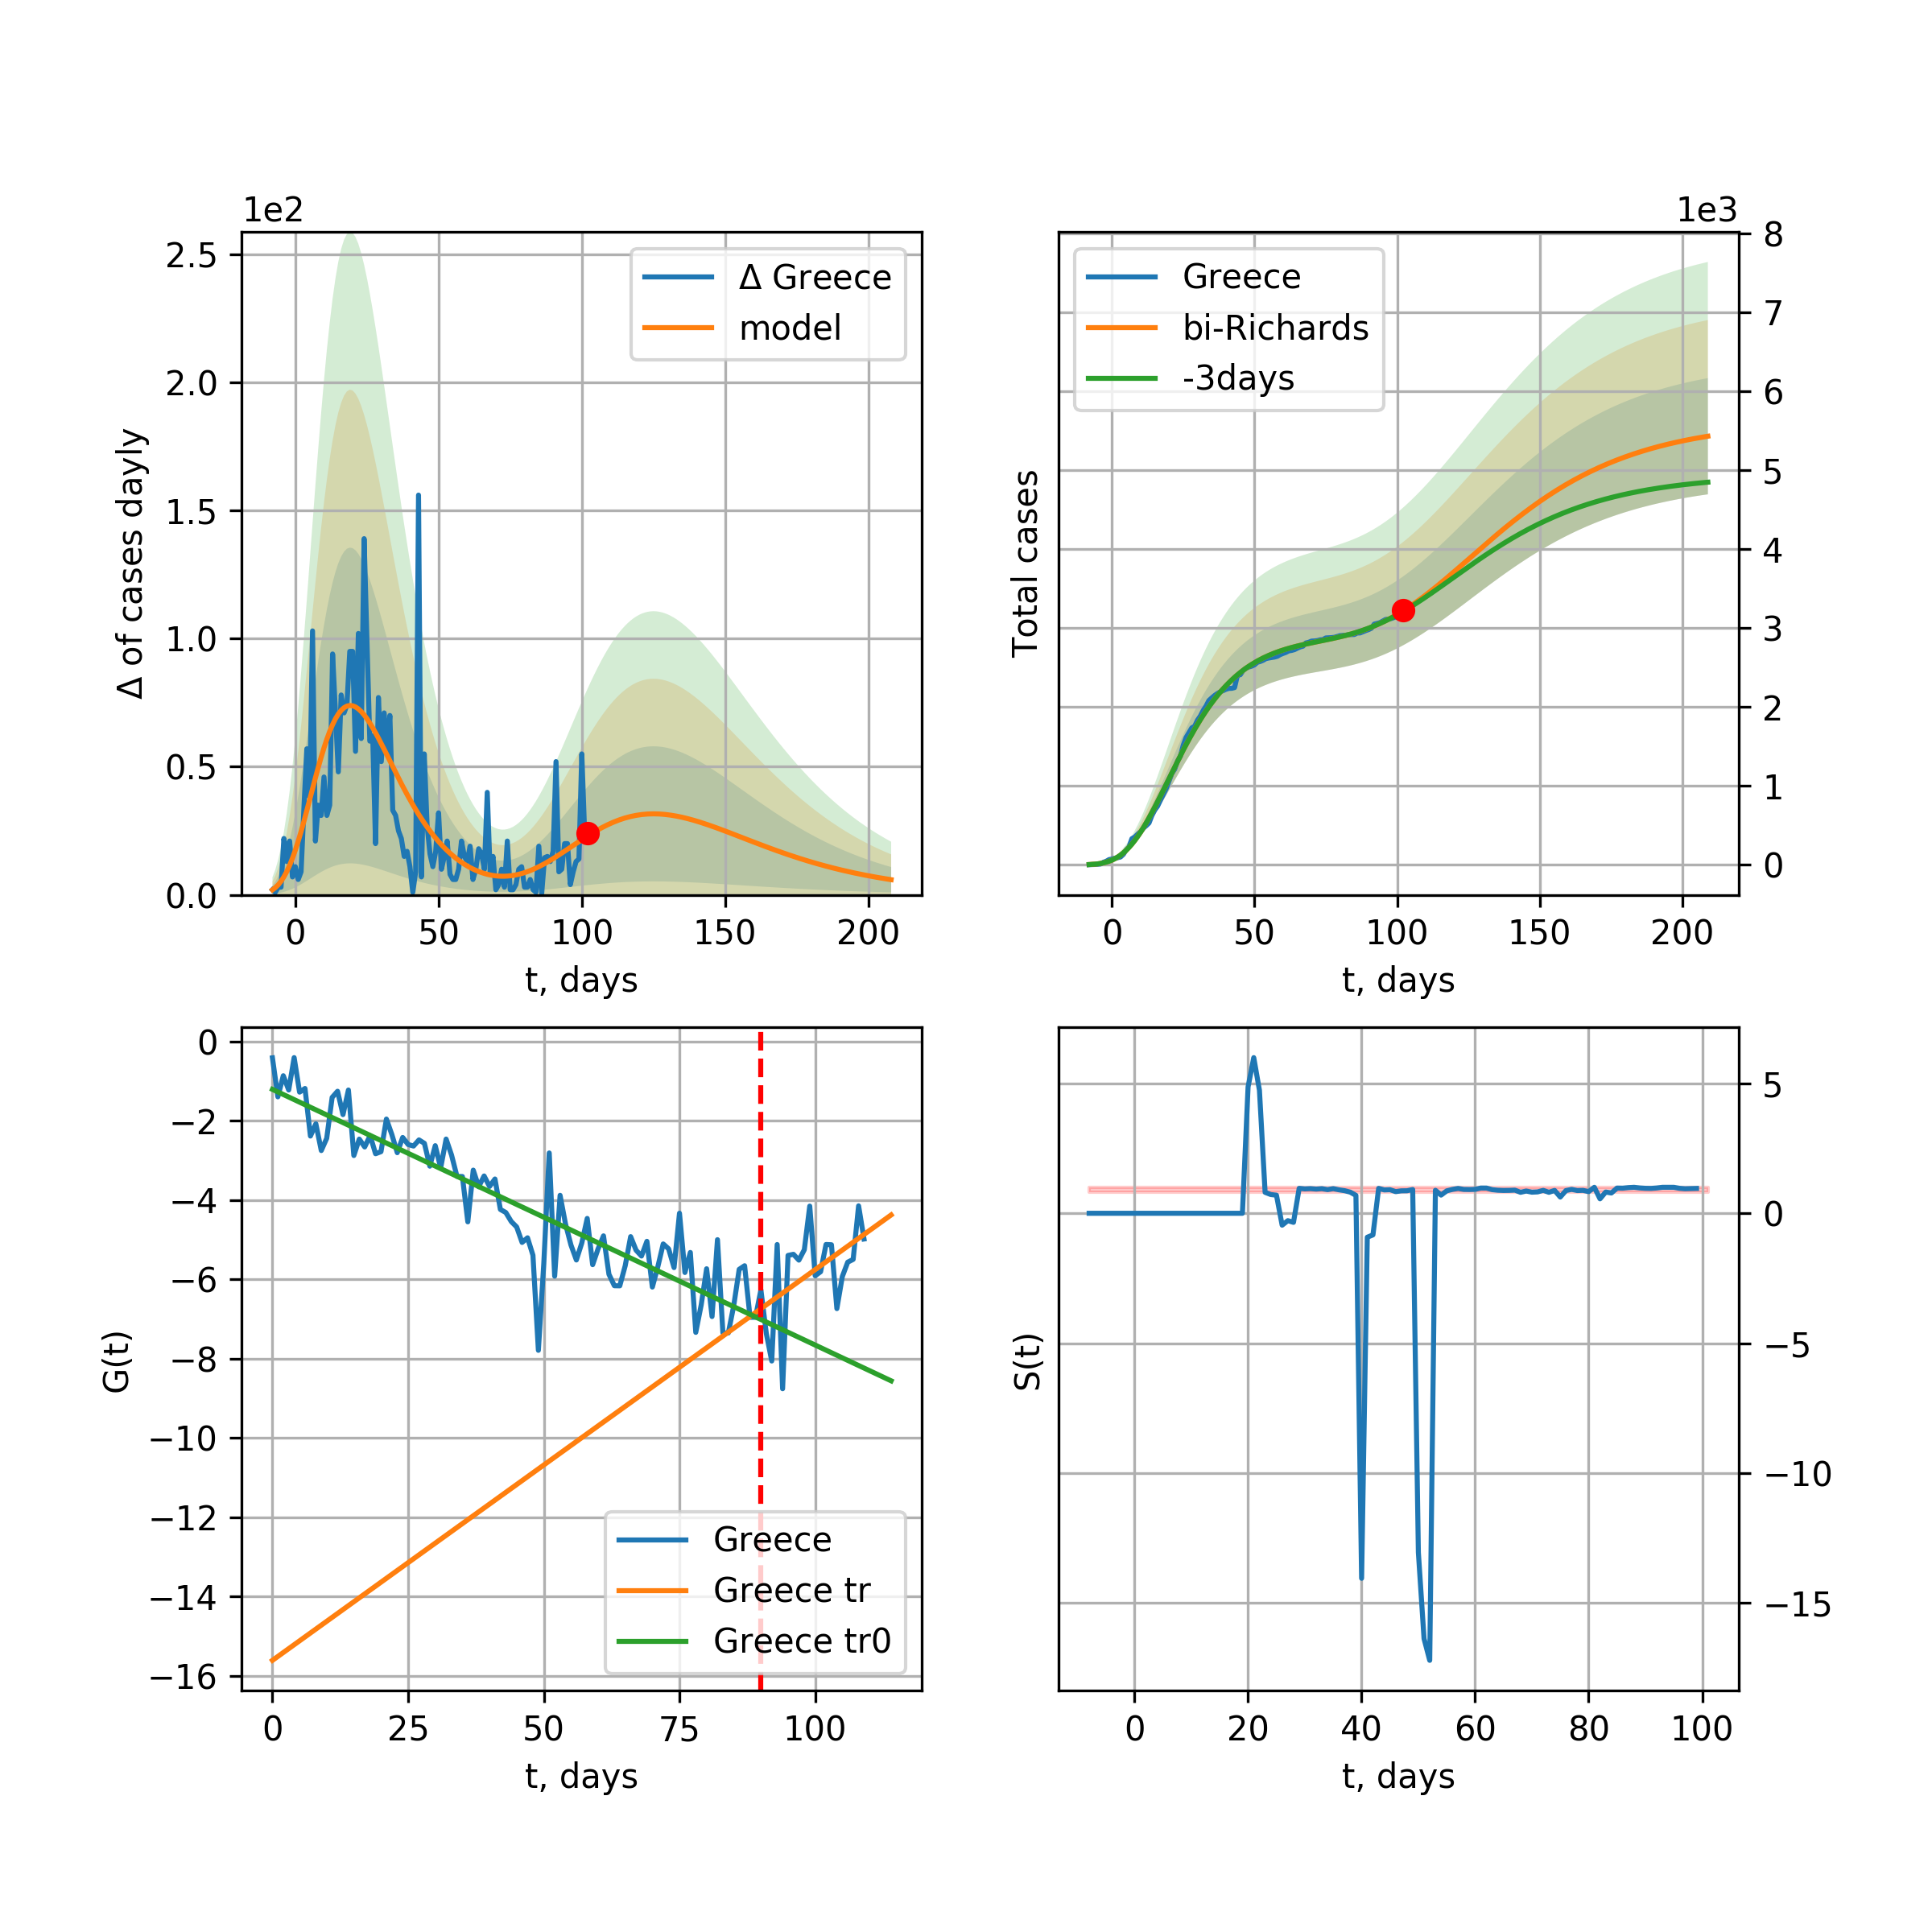 1e2
2.5
2.0
1.5
1.0
0.5
0.0
Δ of cases dayly
Δ Greece
model
0 50 100 150 200
t, days
1e3
8
7
6
5
4
3
2
1
0
Total cases
Greece
bi-Richards
-3days
0 50 100 150 200
t, days
0
−2
−4
−6
−8
−10
−12
−14
−16
G(t)
Greece
Greece tr
Greece tr0
0 25 50 75 100
t, days
S(t)
5
0
−5
−10
−15
0 20 40 60 80 100
t, days